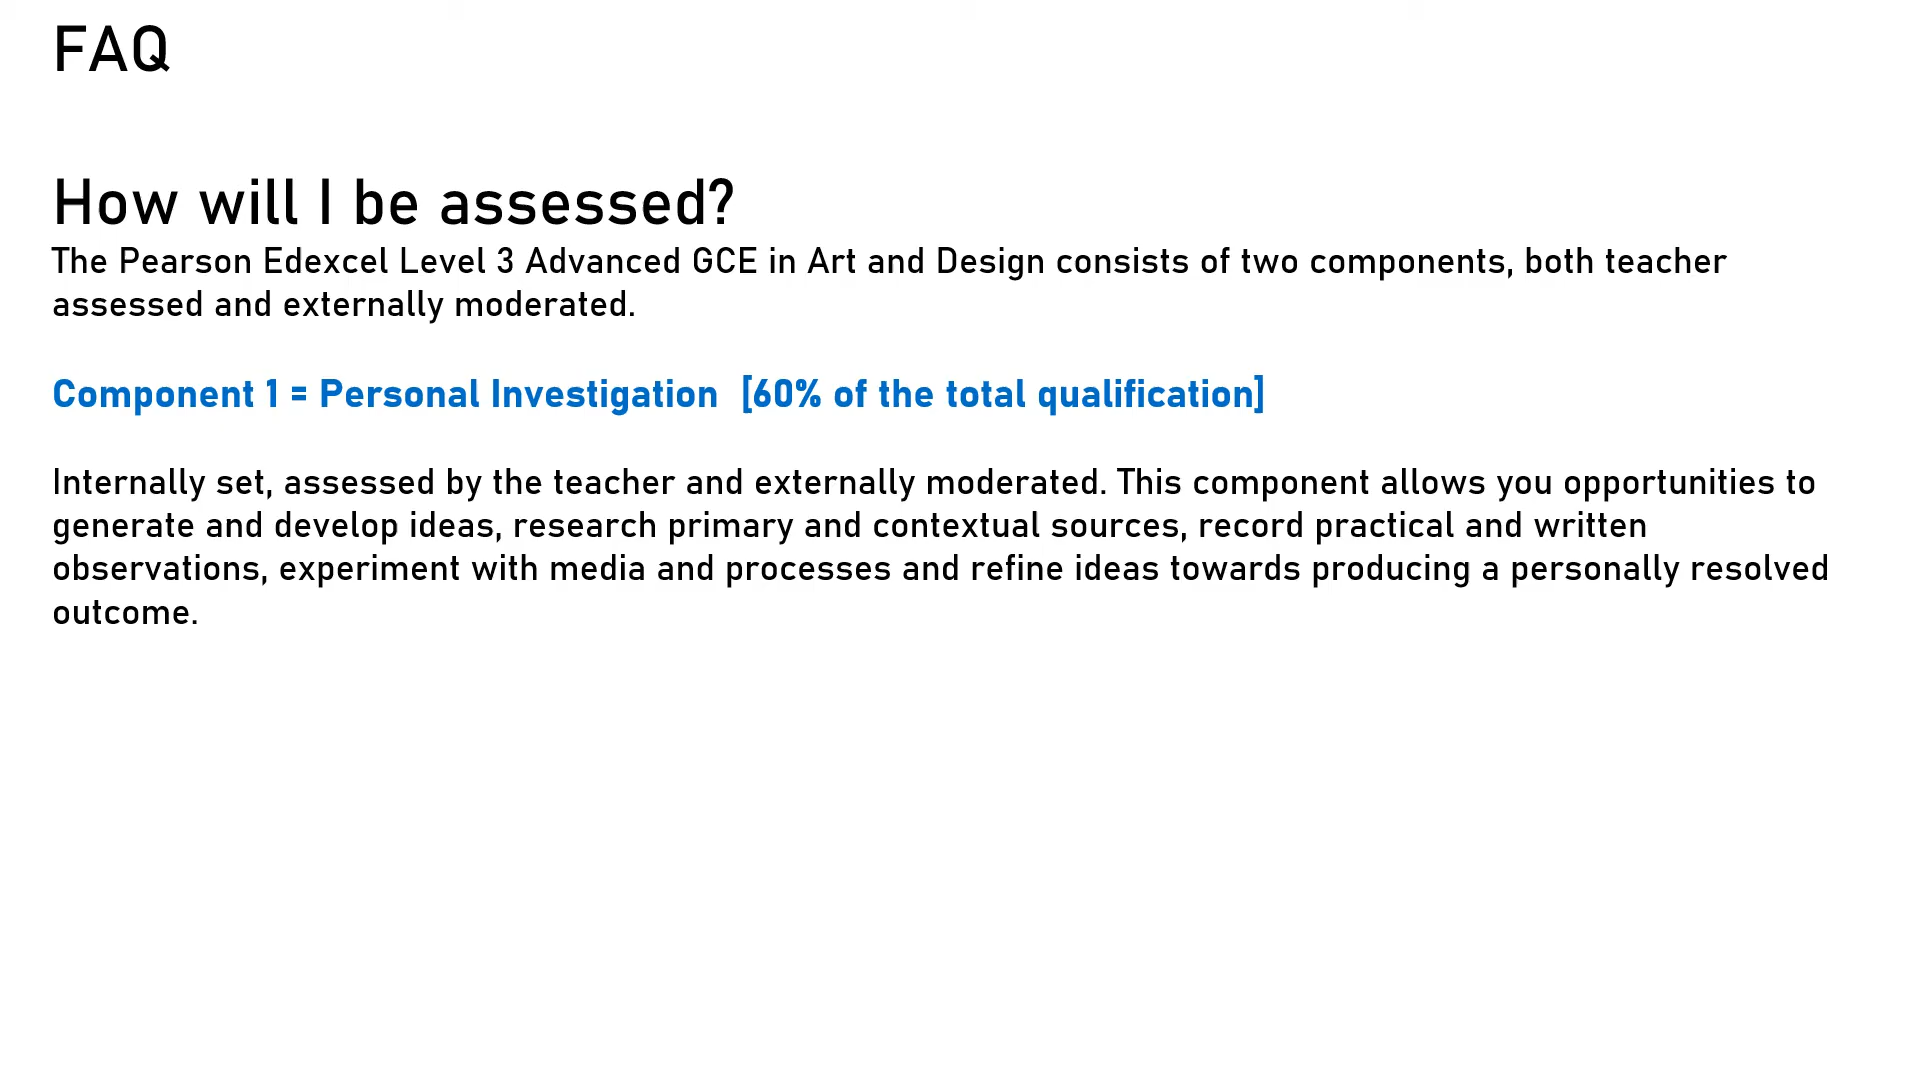 FAQ
How will I be assessed?
The Pearson Edexcel Level 3 Advanced GCE in Art and Design consists of two components, both teacher
assessed and externally moderated.
Component 1 = Personal Investigation  [60% of the total qualification]
Internally set, assessed by the teacher and externally moderated. This component allows you opportunities to
generate and develop ideas, research primary and contextual sources, record practical and written
observations, experiment with media and processes and refine ideas towards producing a personally resolved
outcome.